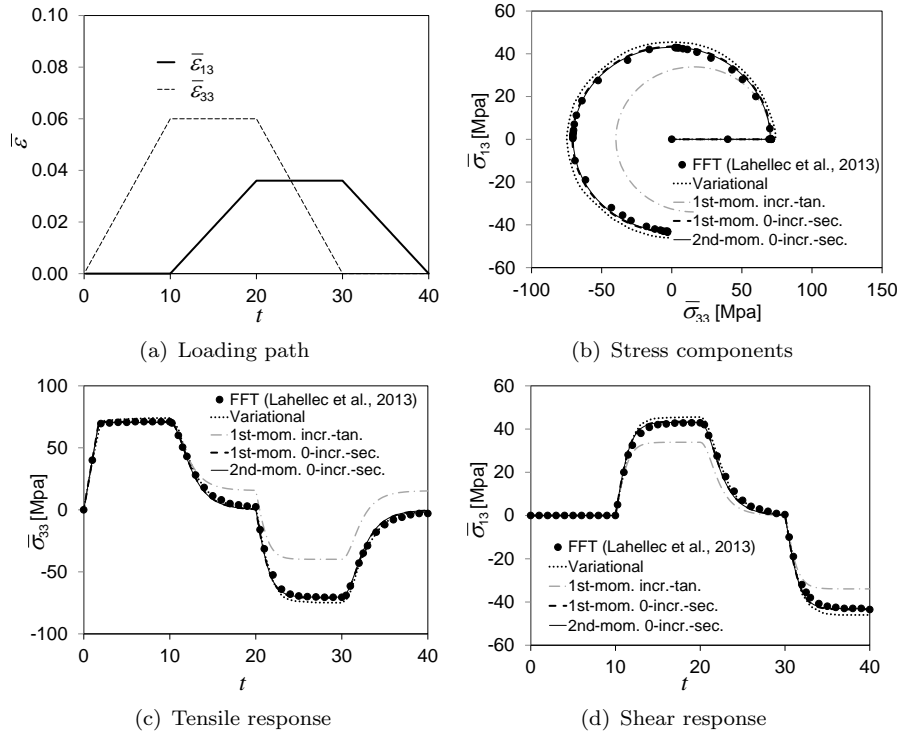 0.10
0.08
0.06
0.04
0.02
0.00
ε̅
ε̅₁₃
ε̅₃₃
0 10 20 30 40
t
(a) Loading path
60
40
20
0
-20
-40
-60
σ̅₁₃ [Mpa]
FFT (Lahellec et al., 2013)
Variational
1st-mom. incr.-tan.
1st-mom. 0-incr.-sec.
2nd-mom. 0-incr.-sec.
-100 -50 0 50 100 150
σ̅₃₃ [Mpa]
(b) Stress components
100
50
0
-50
-100
σ̅₃₃ [Mpa]
FFT (Lahellec et al., 2013)
Variational
1st-mom. incr.-tan.
1st-mom. 0-incr.-sec.
2nd-mom. 0-incr.-sec.
0 10 20 30 40
t
(c) Tensile response
60
40
20
0
-20
-40
-60
σ̅₁₃ [Mpa]
FFT (Lahellec et al., 2013)
Variational
1st-mom. incr.-tan.
1st-mom. 0-incr.-sec.
2nd-mom. 0-incr.-sec.
0 10 20 30 40
t
(d) Shear response